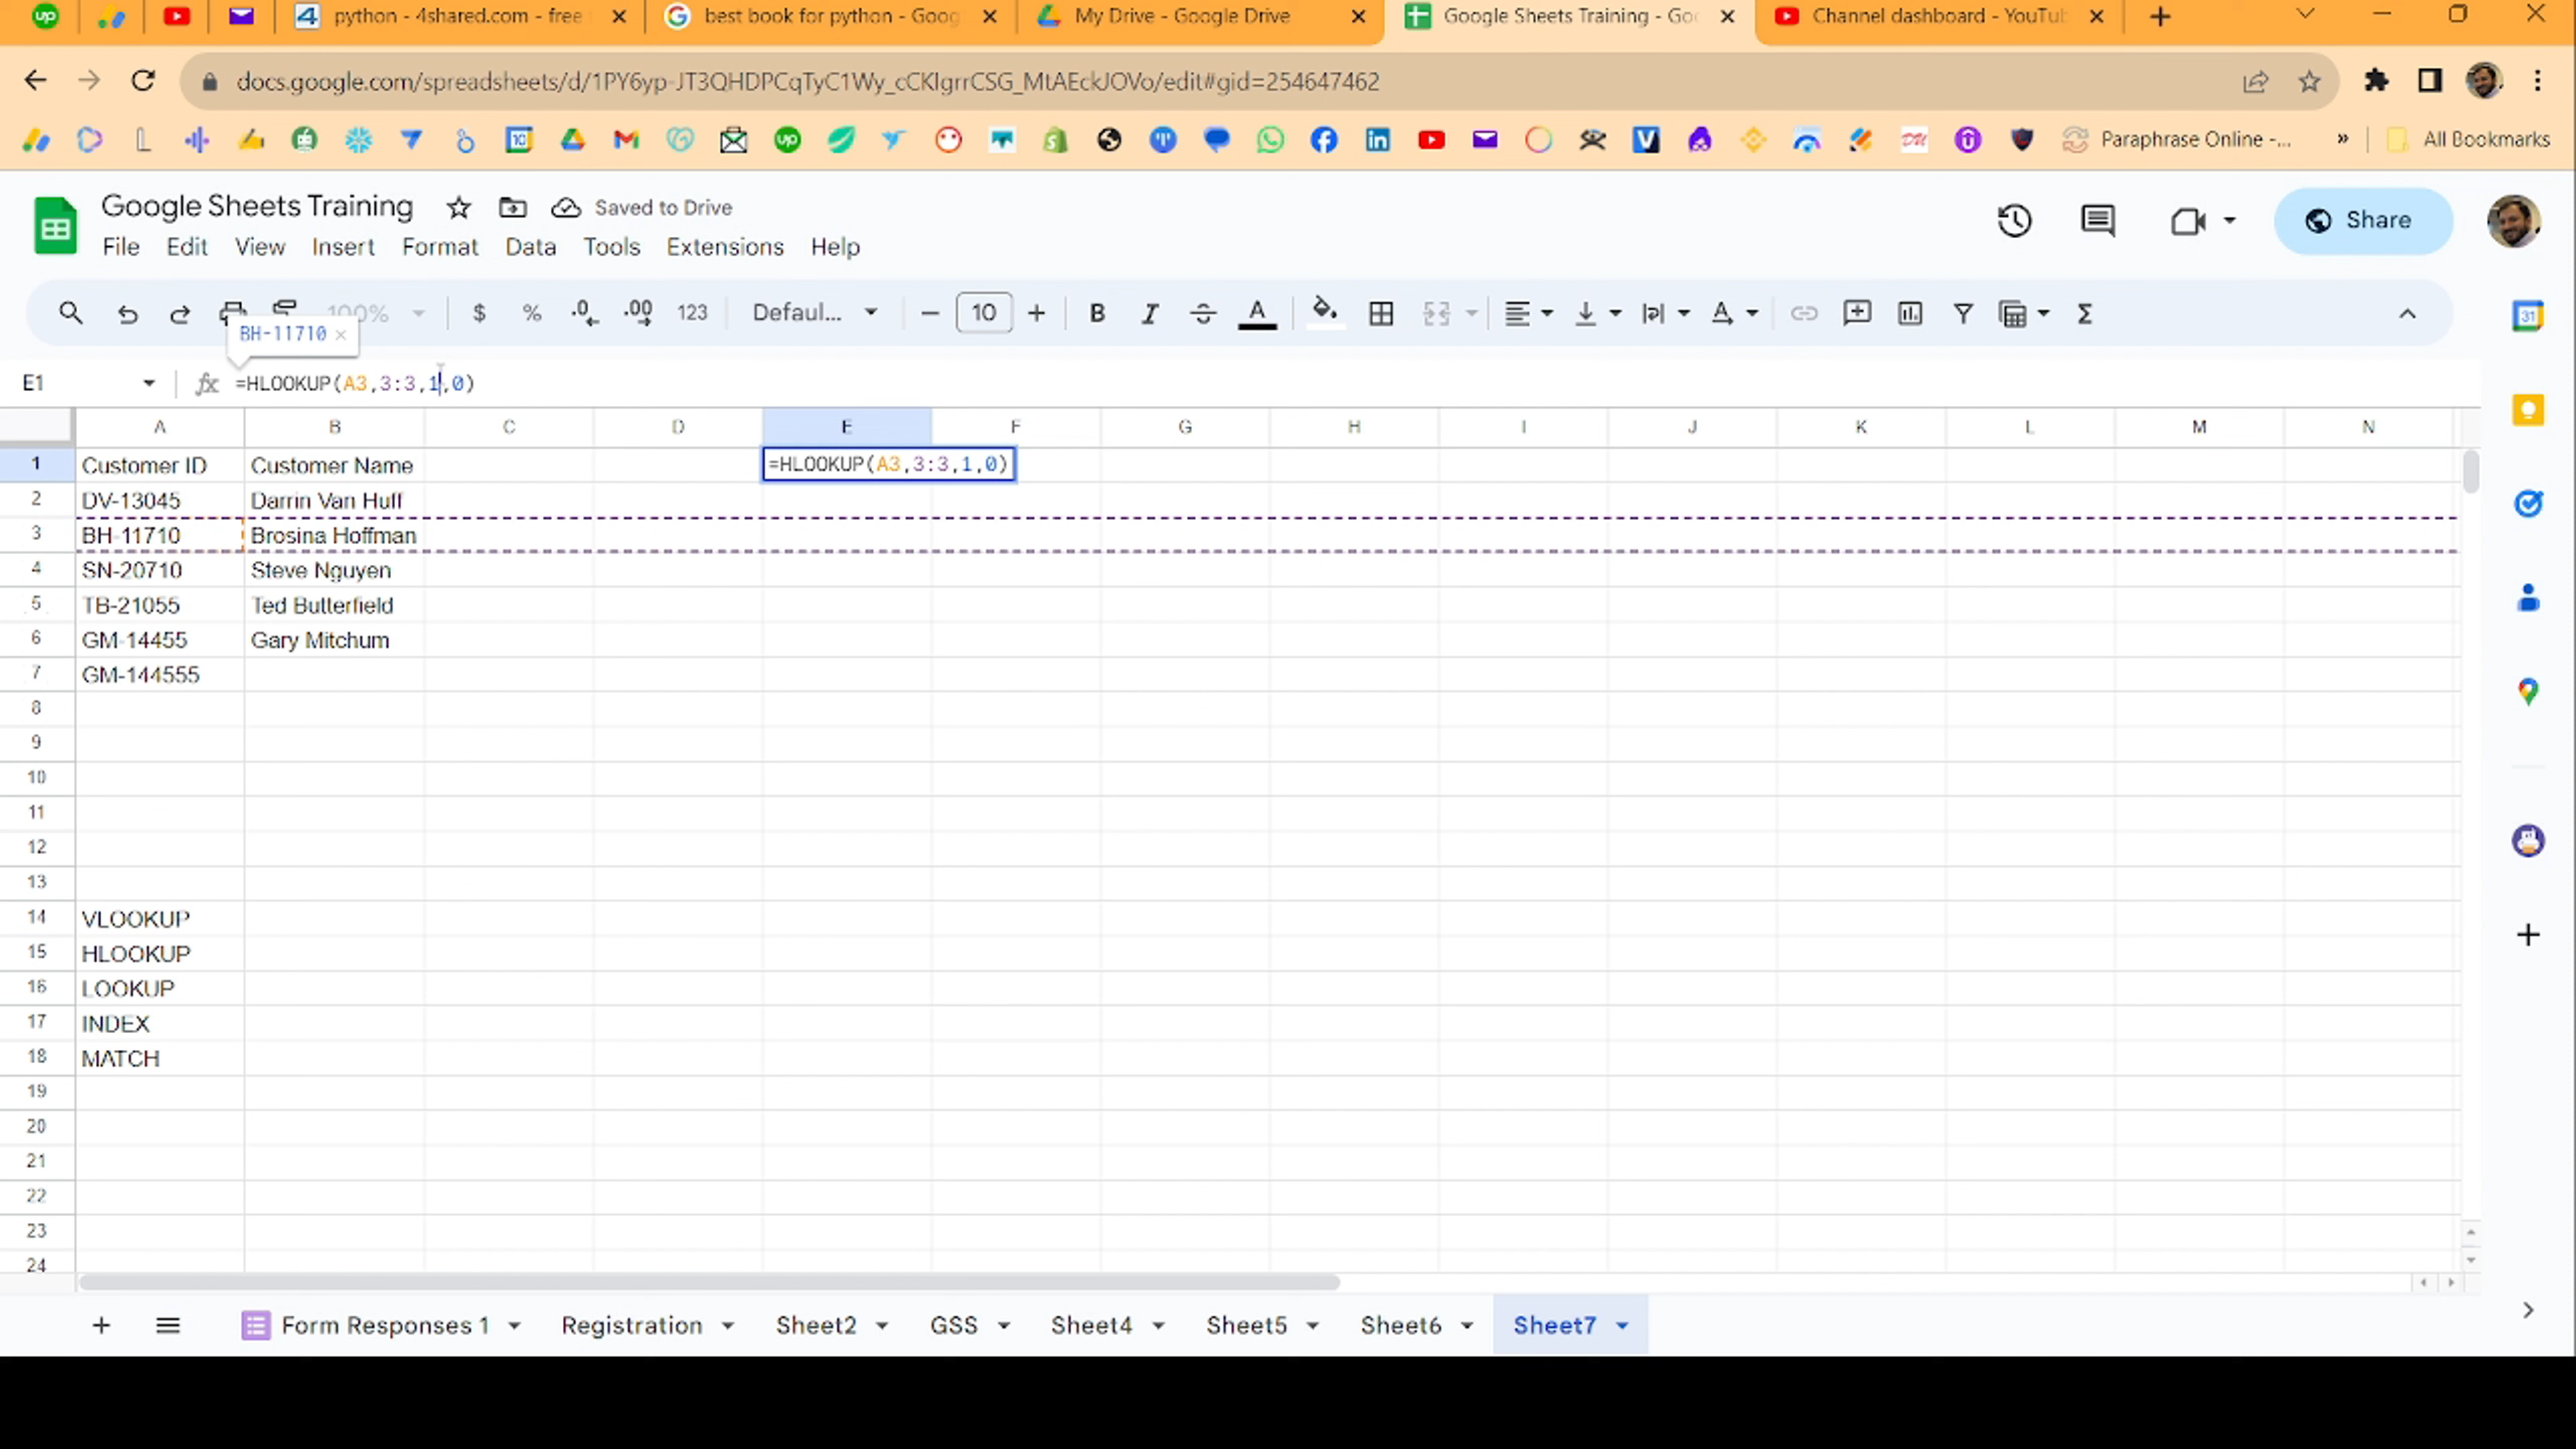 python - 4shared.com - free
best book for python - Goog
My Drive - Google Drive
Google Sheets Training - Goo
Channel dashboard - YouTub
docs.google.com/spreadsheets/d/1PY6yp-JT3QHDPCqTyC1Wy_cCKIgrrCSG_MtAEckJOVo/edit#gid=254647462
Paraphrase Online -...
All Bookmarks
Google Sheets Training
Saved to Drive
File Edit View Insert Format Data Tools Extensions Help
Share
100% $ % .0 .00 123 Defaul... 10 B I A
BH-11710
E1
=HLOOKUP(A3,3:3,1,0)
A B C D E F G H I J K L M N
1 Customer ID Customer Name =HLOOKUP(A3,3:3,1,0)
2 DV-13045 Darrin Van Huff
3 BH-11710 Brosina Hoffman
4 SN-20710 Steve Nguyen
5 TB-21055 Ted Butterfield
6 GM-14455 Gary Mitchum
7 GM-144555
8
9
10
11
12
13
14 VLOOKUP
15 HLOOKUP
16 LOOKUP
17 INDEX
18 MATCH
19
20
21
22
23
24
Form Responses 1 Registration Sheet2 GSS Sheet4 Sheet5 Sheet6 Sheet7